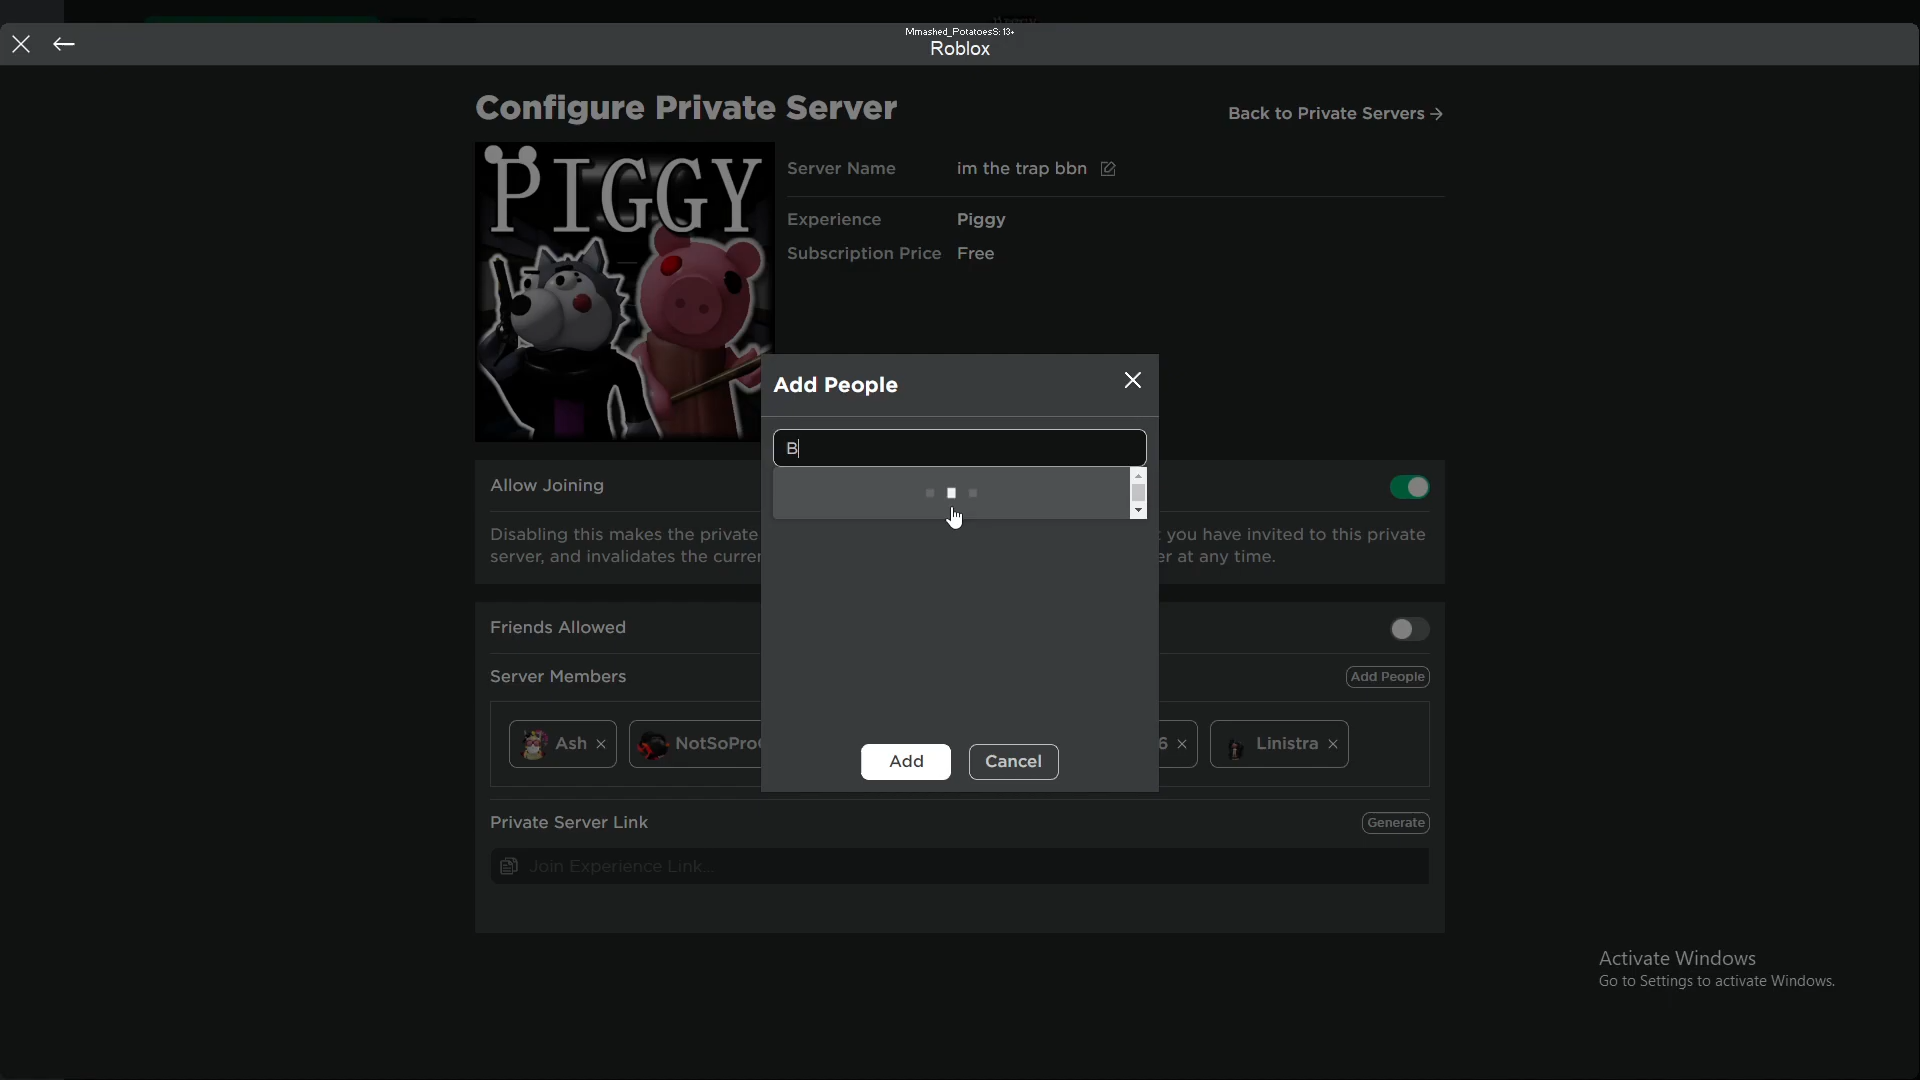 Mmashed_PotatoesS: 13+
Roblox
Configure Private Server
Back to Private Servers →
PIGGY
Server Name
im the trap bbn
Experience
Piggy
Subscription Price
Free
Add People
B
Allow Joining
Disabling this makes the private
you have invited to this private
server, and invalidates the
er at any time.
Friends Allowed
Server Members
Add People
Ash
NotSoPro
6
Linistra
Add
Cancel
Private Server Link
Generate
Join Experience Link...
Activate Windows
Go to Settings to activate Windows.